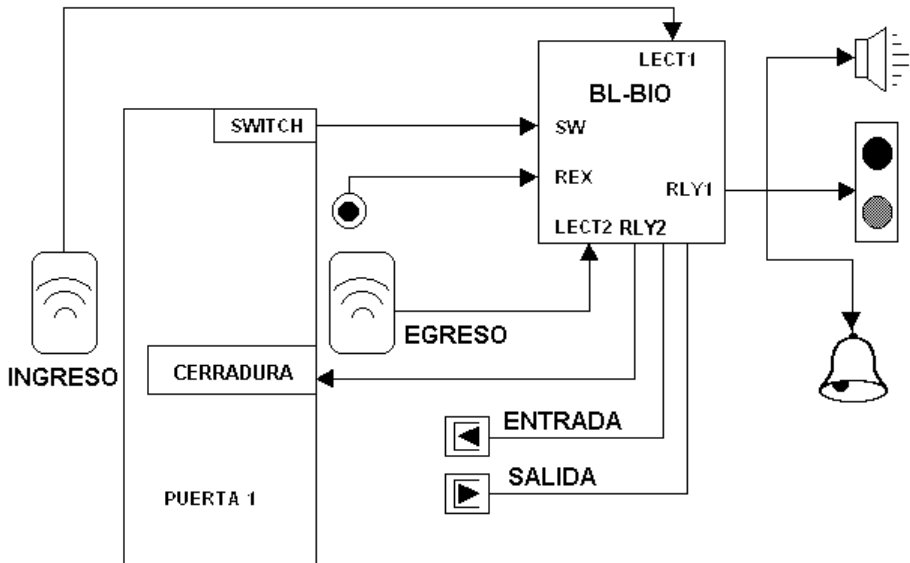 LECT1
BL-BIO
SWITCH
SW
REX
RLY1
LECT2 RLY2
EGRESO
INGRESO
CERRADURA
ENTRADA
SALIDA
PUERTA 1